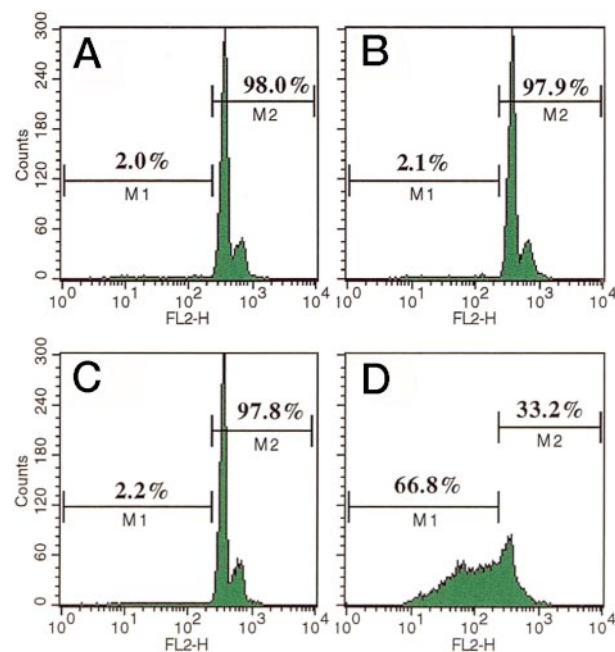 A
B
300
240
180
120
60
0
Counts
98.0%
M2
2.0%
M1
97.9%
M2
2.1%
M1
10^0 10^1 10^2 10^3 10^4
FL2-H
10^0 10^1 10^2 10^3 10^4
FL2-H
C
D
300
240
180
120
60
0
Counts
97.8%
M2
2.2%
M1
33.2%
M2
66.8%
M1
10^0 10^1 10^2 10^3 10^4
FL2-H
10^0 10^1 10^2 10^3 10^4
FL2-H